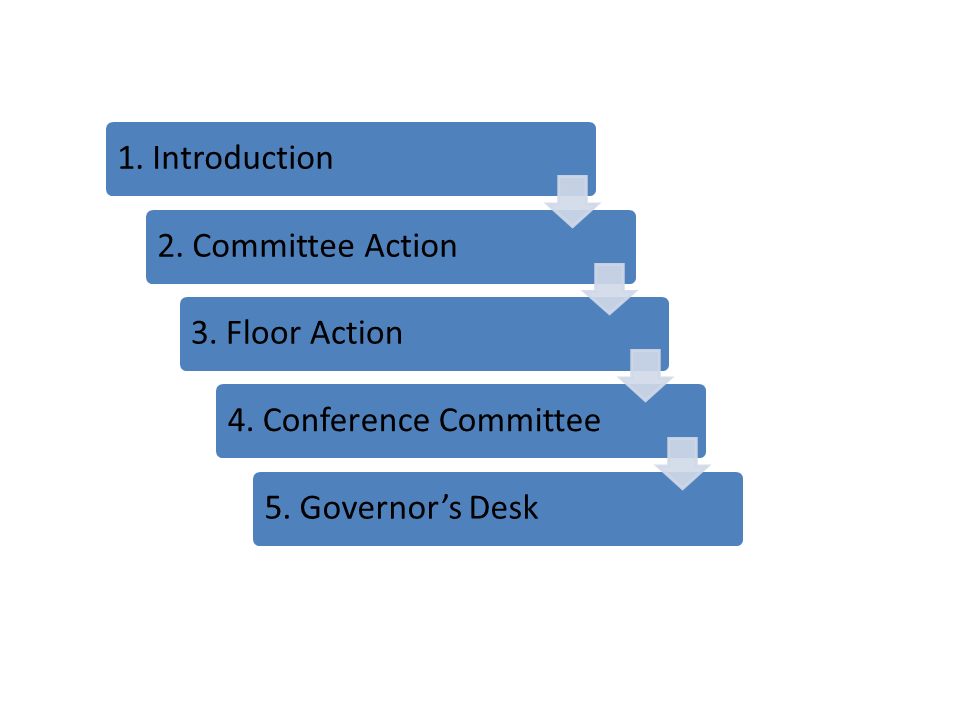 1. Introduction
2. Committee Action
3. Floor Action
4. Conference Committee
5. Governor’s Desk